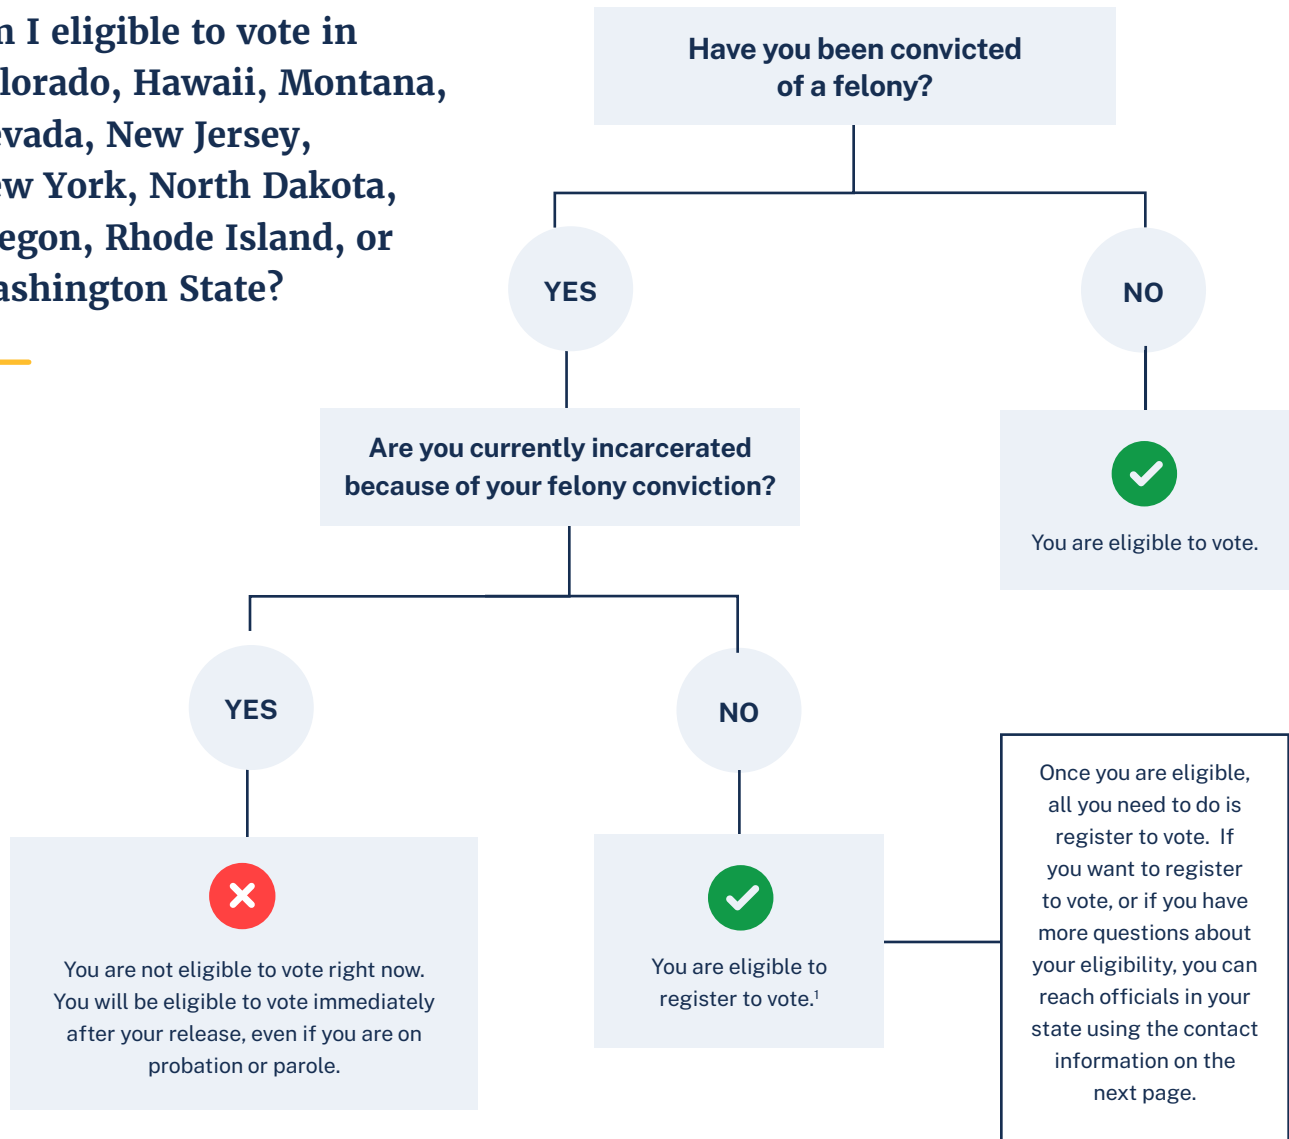 n I eligible to vote in
lorado, Hawaii, Montana,
evada, New Jersey,
ew York, North Dakota,
egon, Rhode Island, or
ashington State?
Have you been convicted
of a felony?
YES
NO
Are you currently incarcerated
because of your felony conviction?
You are eligible to vote.
YES
NO
You are not eligible to vote right now.
You will be eligible to vote immediately
after your release, even if you are on
probation or parole.
You are eligible to
register to vote.¹
Once you are eligible,
all you need to do is
register to vote.  If
you want to register
to vote, or if you have
more questions about
your eligibility, you can
reach officials in your
state using the contact
information on the
next page.